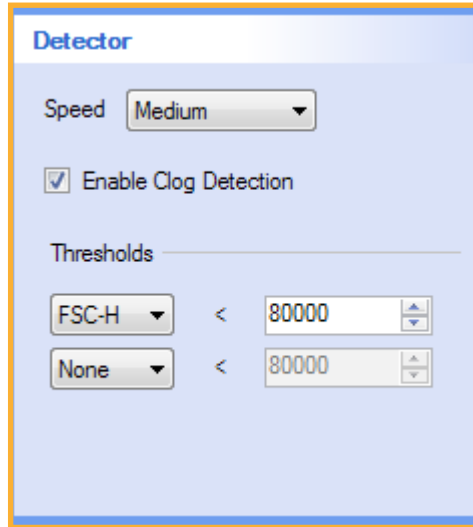 Detector
Speed Medium
Enable Clog Detection
Thresholds
FSC-H < 80000
None < 80000